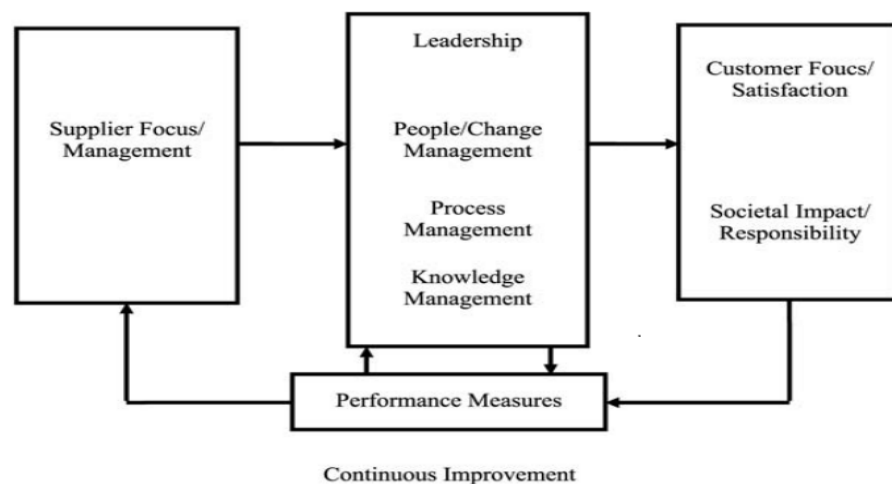 Supplier Focus/
Management
Leadership
People/Change
Management
Process
Management
Knowledge
Management
Customer Foucs/
Satisfaction
Societal Impact/
Responsibility
Performance Measures
Continuous Improvement